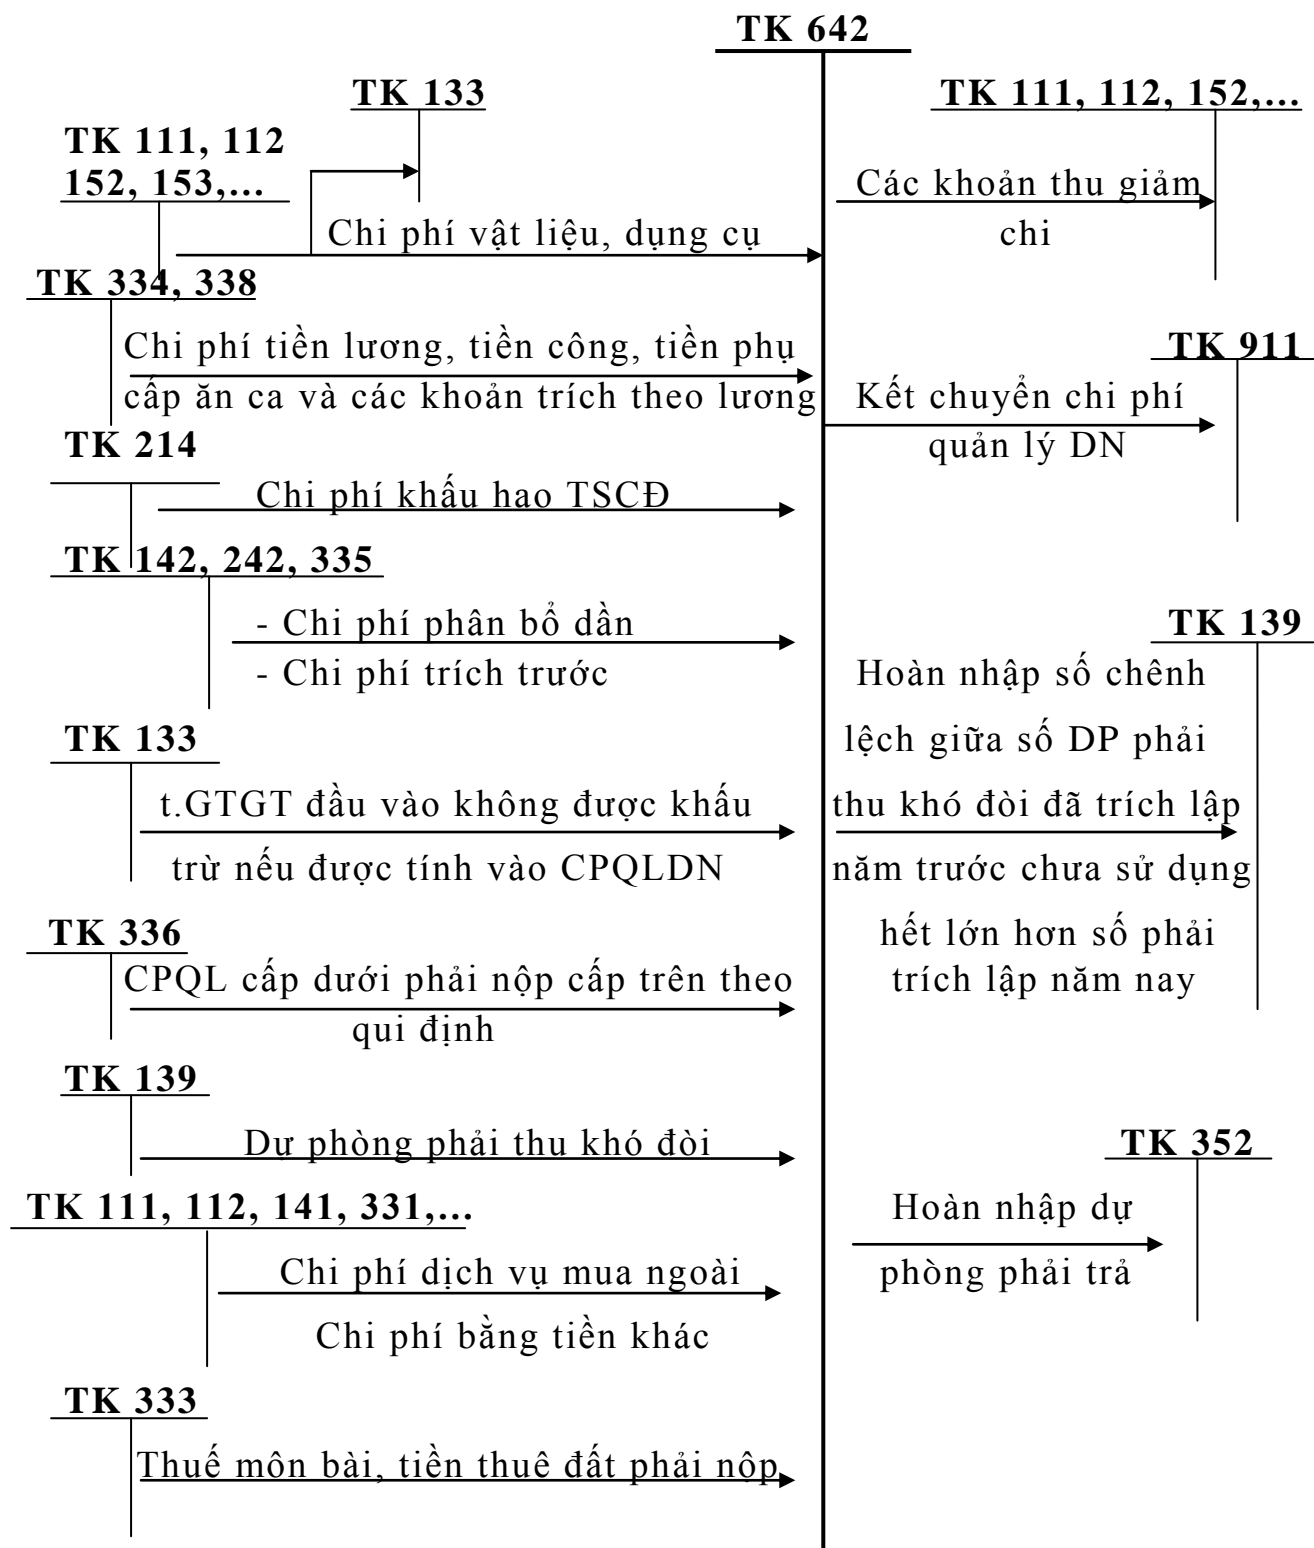 TK 642
TK 133
TK 111, 112
152, 153,...
Chi phí vật liệu, dụng cụ
TK 334, 338
Chi phí tiền lương, tiền công, tiền phụ
cấp ăn ca và các khoản trích theo lương
TK 214
Chi phí khấu hao TSCĐ
TK 142, 242, 335
- Chi phí phân bổ dần
- Chi phí trích trước
TK 133
t.GTGT đầu vào không được khấu
trừ nếu được tính vào CPQLDN
TK 336
CPQL cấp dưới phải nộp cấp trên theo
qui định
TK 139
Dự phòng phải thu khó đòi
TK 111, 112, 141, 331,...
Chi phí dịch vụ mua ngoài
Chi phí bằng tiền khác
TK 333
Thuế môn bài, tiền thuê đất phải nộp
TK 111, 112, 152,...
Các khoản thu giảm
chi
TK 911
Kết chuyển chi phí
quản lý DN
TK 139
Hoàn nhập số chênh
lệch giữa số DP phải
thu khó đòi đã trích lập
năm trước chưa sử dụng
hết lớn hơn số phải
trích lập năm nay
TK 352
Hoàn nhập dự
phòng phải trả